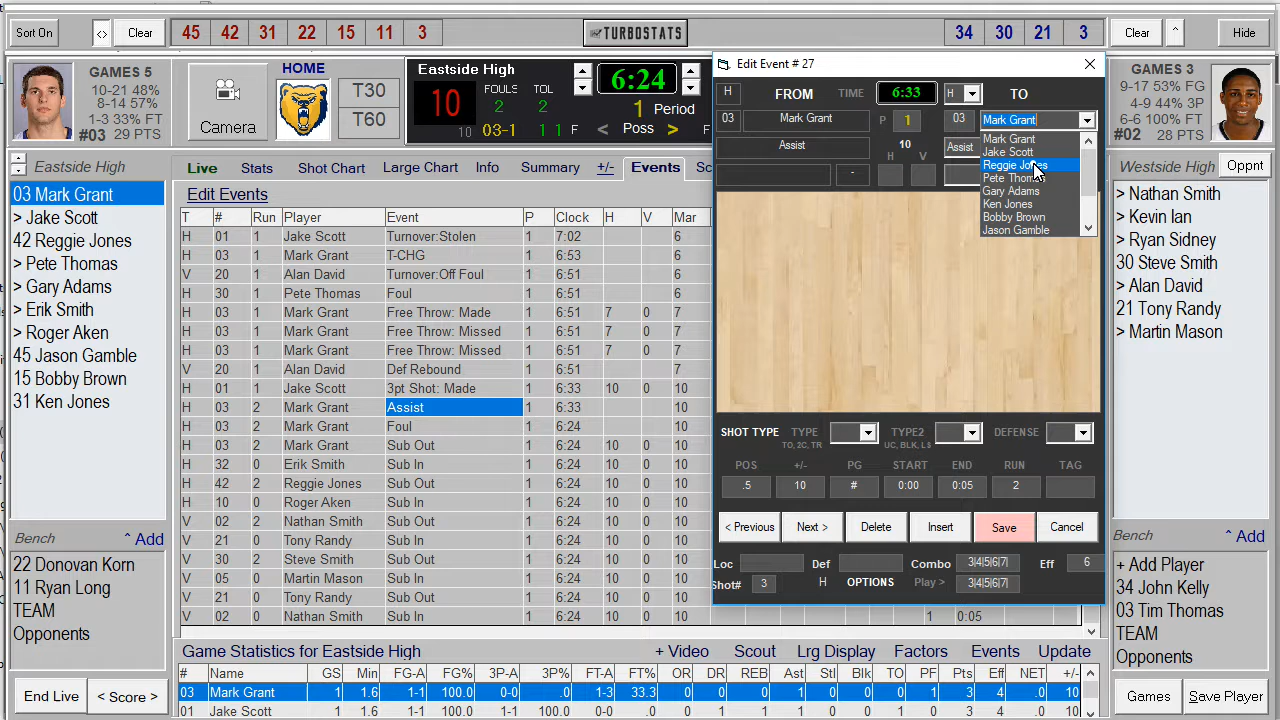 Sort On <> Clear 45 42 31 22 15 11 3 TURBOSTATS 34 30 21 3 Clear ^ Hide
GAMES 5
10-21 48%
8-14 57%
#03 29 PTS
Camera
HOME
T30
T60
Eastside High
10
FOULS TOL
2 2
10 03-1 1 1 F
6:24
1 Period
< Poss >
GAMES 3
9-17 53% FG
4-9 44% 3P
#02 28 PTS
Eastside High
03 Mark Grant
> Jake Scott
42 Reggie Jones
> Pete Thomas
> Gary Adams
> Erik Smith
> Roger Aken
45 Jason Gamble
15 Bobby Brown
31 Ken Jones
Bench ^ Add
22 Donovan Korn
11 Ryan Long
TEAM
Opponents
End Live < Score >
Live Stats Shot Chart Large Chart Info Summary +/- Events Sc
Edit Events
T # Run Player Event P Clock H V Mar
H 01 1 Jake Scott Turnover:Stolen 1 7:02 6
H 03 1 Mark Grant T-CHG 1 6:53 6
V 20 1 Alan David Turnover:Off Foul 1 6:51 6
H 30 1 Pete Thomas Foul 1 6:51 6
H 03 1 Mark Grant Free Throw: Made 1 6:51 7 0 7
H 03 1 Mark Grant Free Throw: Missed 1 6:51 7 0 7
H 03 1 Mark Grant Free Throw: Missed 1 6:51 7 0 7
V 20 1 Alan David Def Rebound 1 6:51 7
H 01 1 Jake Scott 3pt Shot: Made 1 6:33 10 0 10
H 03 2 Mark Grant Assist 1 6:33 10
H 03 2 Mark Grant Foul 1 6:24 10
H 03 2 Mark Grant Sub Out 1 6:24 10 0 10
H 32 0 Erik Smith Sub In 1 6:24 10 0 10
H 42 2 Reggie Jones Sub Out 1 6:24 10 0 10
H 10 0 Roger Aken Sub In 1 6:24 10 0 10
V 02 2 Nathan Smith Sub Out 1 6:24 10 0 10
V 21 0 Tony Randy Sub In 1 6:24 10 0 10
V 30 2 Steve Smith Sub Out 1 6:24 10 0 10
V 05 0 Martin Mason Sub In 1 6:24 10 0 10
V 21 0 Tony Randy Sub Out 1 6:24 10 0 10
V 02 0 Nathan Smith Sub In 1 6:24 10 0 10 1 0:05
Edit Event # 27
H FROM TIME 6:33 H TO
03 Mark Grant P 1 03 Mark Grant
Assist 10 Assist
- H V
Mark Grant
Jake Scott
Reggie Jones
Pete Thomas
Gary Adams
Ken Jones
Bobby Brown
Jason Gamble
SHOT TYPE TYPE TYPE2 DEFENSE
TO, 2C, TR UC, BLK, LS
POS +/- PG START END RUN TAG
.5 10 # 0:00 0:05 2
< Previous Next > Delete Insert Save Cancel
Loc Def Combo 3|4|5|6|7| Eff 6
Shot# 3 H OPTIONS Play > 3|4|5|6|7|
Westside High Oppnt
> Nathan Smith
> Kevin Ian
> Ryan Sidney
30 Steve Smith
> Alan David
21 Tony Randy
> Martin Mason
Bench ^ Add
+ Add Player
34 John Kelly
03 Tim Thomas
TEAM
Opponents
Games Save Player
Game Statistics for Eastside High + Video Scout Lrg Display Factors Events Update
# Name GS Min FG-A FG% 3P-A 3P% FT-A FT% OR DR REB Ast Stl Blk TO PF Pts Eff NET +/-
03 Mark Grant 1 1.6 1-1 100.0 0-0 .0 1-3 33.3 0 0 0 1 0 0 0 1 3 4 .0 10
01 Jake Scott 1 1.6 1-1 100.0 1-1 100.0 0-0 .0 0 1 1 0 0 0 1 0 3 4 .0 10